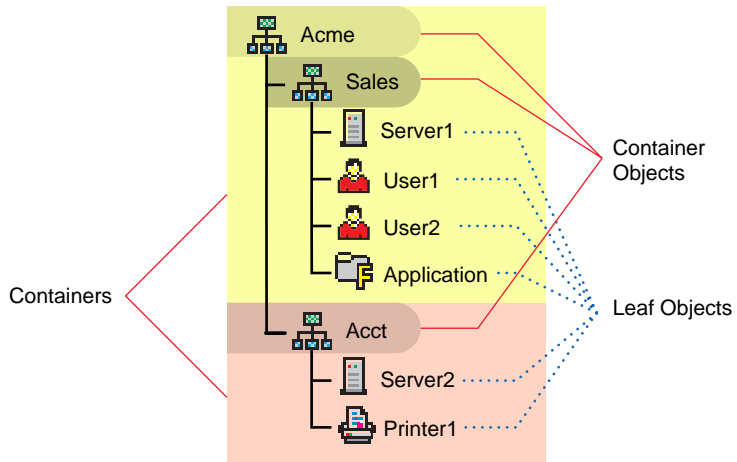 Acme
Sales
Server1
User1
User2
Application
Acct
Server2
Printer1
Containers
Container
Objects
Leaf Objects